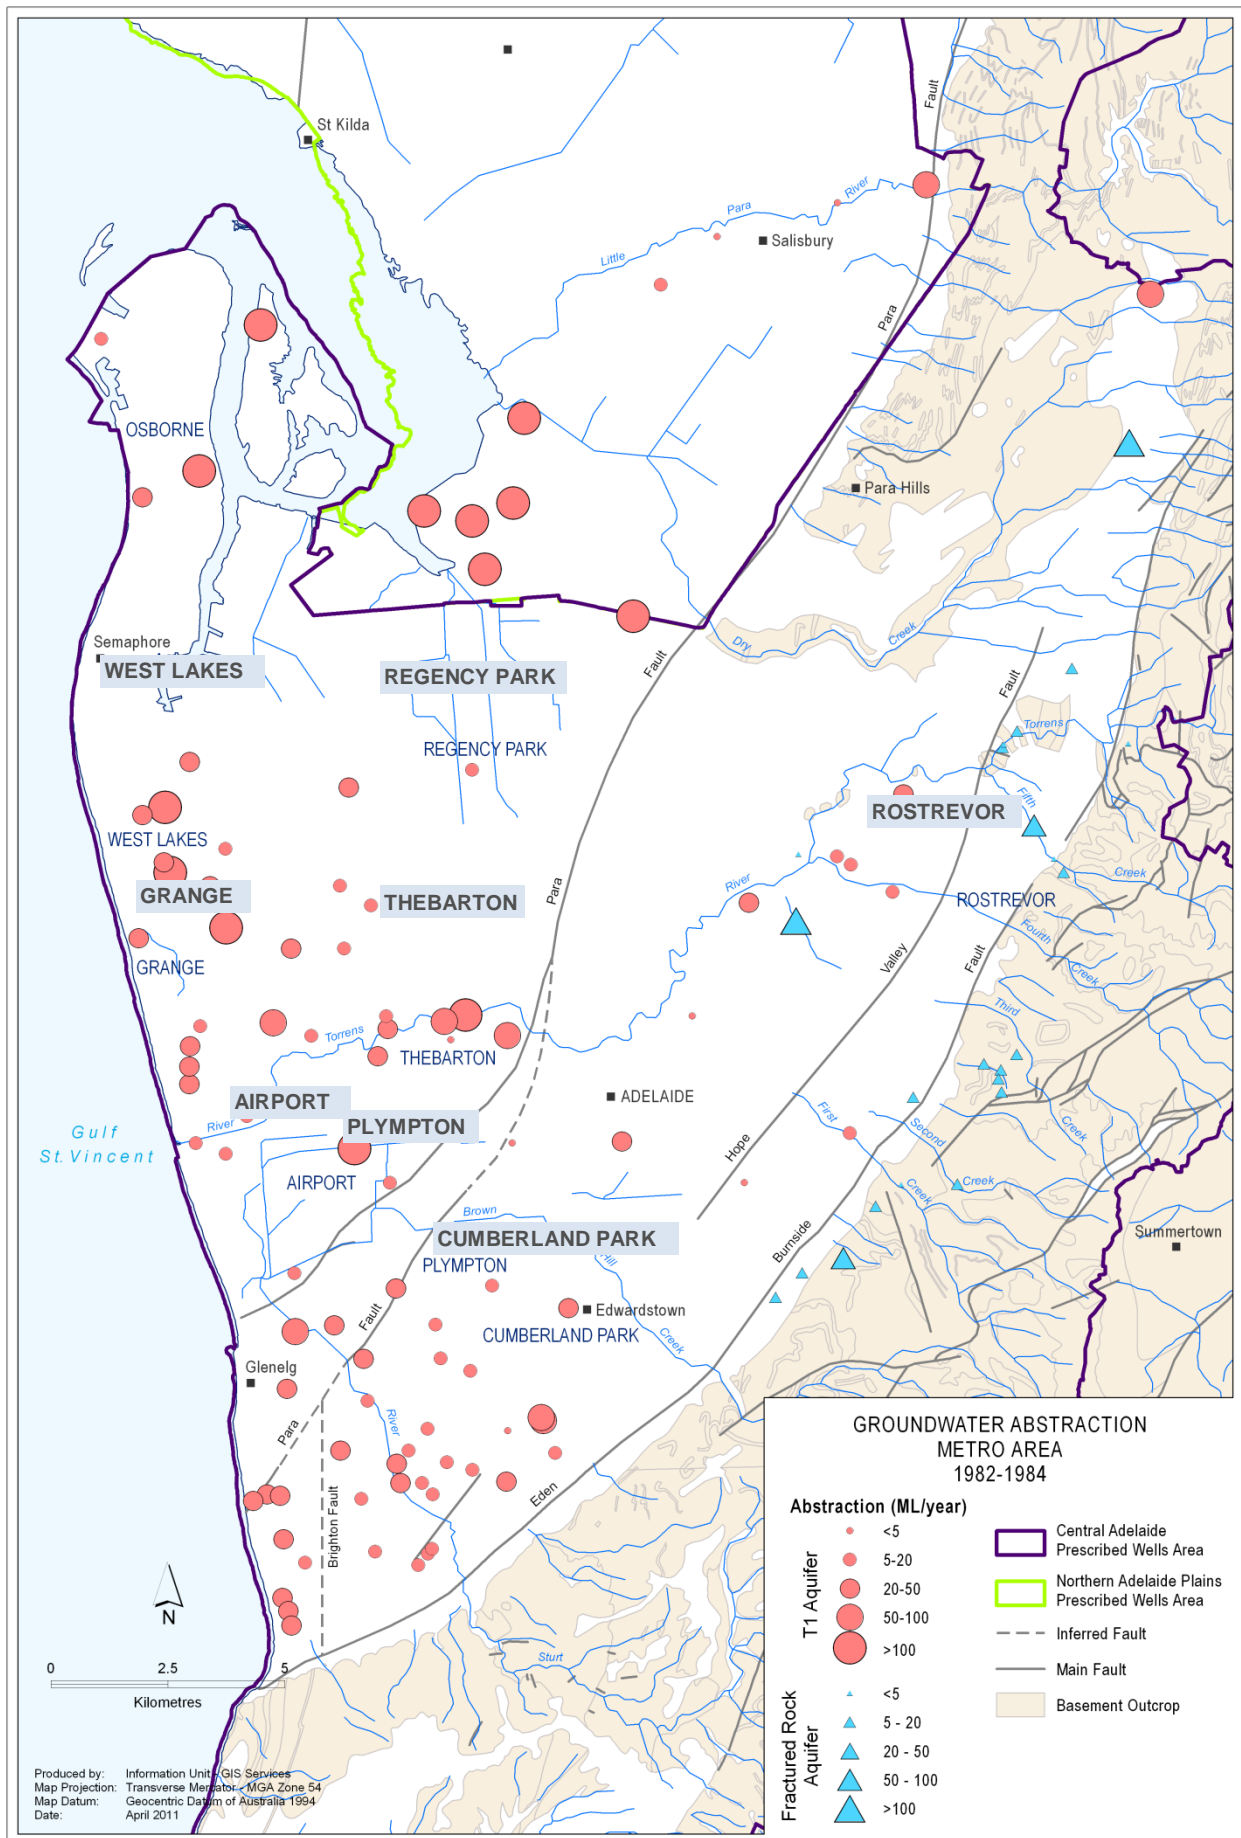 St Kilda
Fault
River
Para
Little
Salisbury
Para
OSBORNE
Para Hills
Dry
Creek
Semaphore
WEST LAKES
REGENCY PARK
Fault
Fault
Torrens
REGENCY PARK
ROSTREVOR
Fifth
WEST LAKES
GRANGE
THEBARTON
Para
River
Creek
ROSTREVOR
Fourth
Creek
GRANGE
Valley
Fault
Third
Torrens
THEBARTON
ADELAIDE
AIRPORT
River
PLYMPTON
First
Second
Creek
Gulf
St. Vincent
AIRPORT
Hope
Creek
Creek
Brown
CUMBERLAND PARK
Burnside
Summertown
PLYMPTON
Hill
Fault
Edwardstown
CUMBERLAND PARK
Creek
Glenelg
Para
River
Eden
Brighton Fault
N
Sturt
0 2.5 5
Kilometres
Produced by: Information Unit - GIS Services
Map Projection: Transverse Mercator - MGA Zone 54
Map Datum: Geocentric Datum of Australia 1994
Date: April 2011
GROUNDWATER ABSTRACTION
METRO AREA
1982-1984
Abstraction (ML/year)
T1 Aquifer
<5
5-20
20-50
50-100
>100
Fractured Rock
Aquifer
<5
5 - 20
20 - 50
50 - 100
>100
Central Adelaide
Prescribed Wells Area
Northern Adelaide Plains
Prescribed Wells Area
Inferred Fault
Main Fault
Basement Outcrop